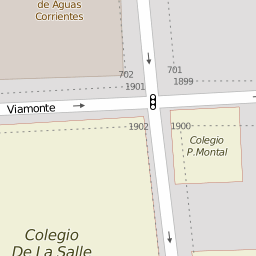 de Aguas
Corrientes
702
701
1901
1899
Viamonte
1902
1900
Colegio
P.Montal
Colegio
De La Salle